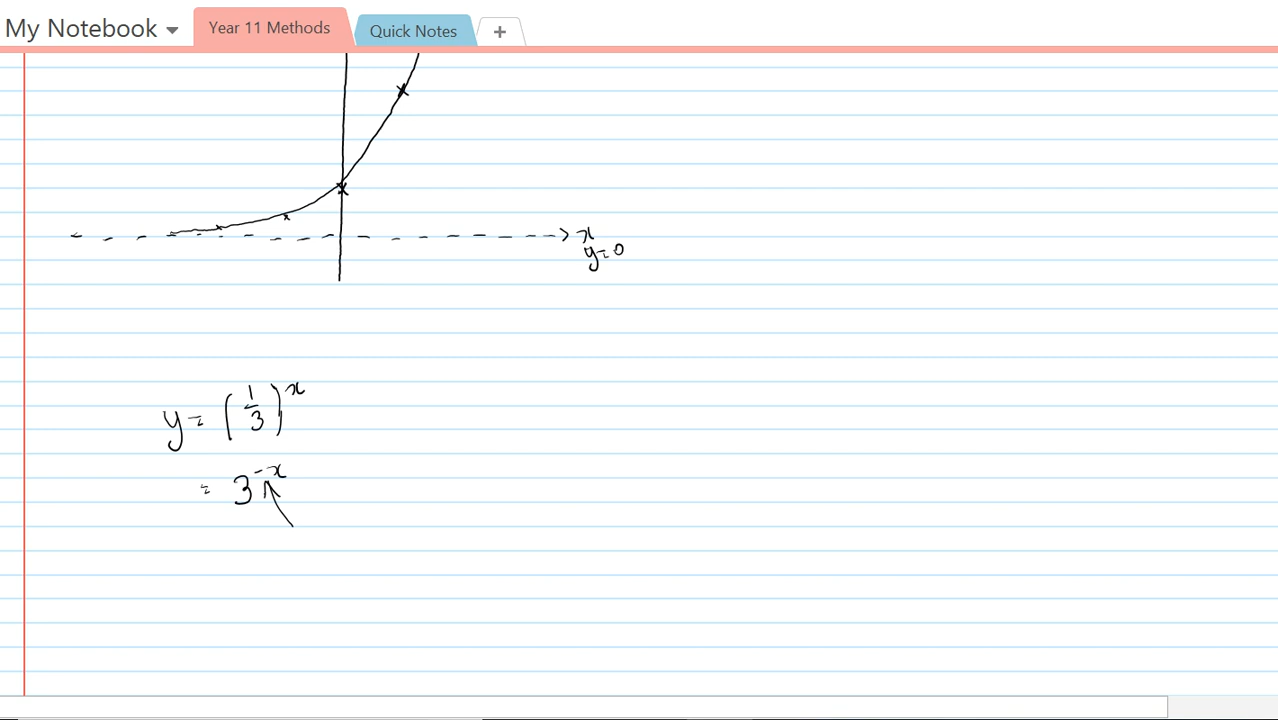 My Notebook
Year 11 Methods
Quick Notes
+
x
y=0
y = (1/3)^x
= 3^-x